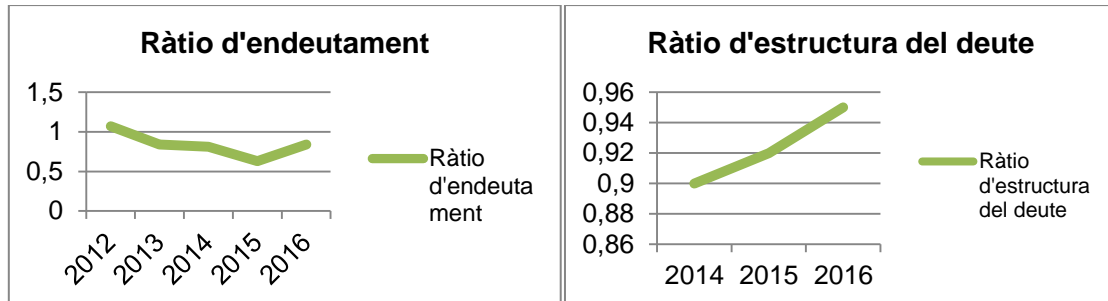 Ràtio d'endeutament
1,5
1
0,5
0
2012
2013
2014
2015
2016
Ràtio
d'endeuta
ment
Ràtio d'estructura del deute
0,96
0,94
0,92
0,9
0,88
0,86
2014 2015 2016
Ràtio
d'estructura
del deute